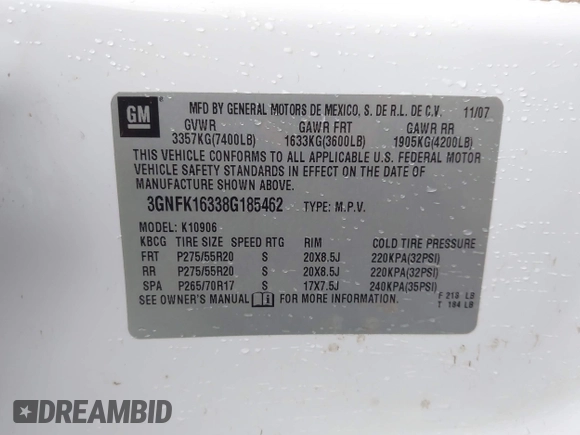 GM
MFD BY GENERAL MOTORS DE MEXICO, S. DE R.L. DE C.V. 11/07
GVWR GAWR FRT GAWR RR
3357KG(7400LB) 1633KG(3600LB) 1905KG(4200LB)
THIS VEHICLE CONFORMS TO ALL APPLICABLE U.S. FEDERAL MOTOR
VEHICLE SAFETY STANDARDS IN EFFECT ON THE DATE OF
MANUFACTURE SHOWN ABOVE.
3GNFK16338G185462 TYPE: M.P.V.
MODEL: K10906
KBCG TIRE SIZE SPEED RTG RIM COLD TIRE PRESSURE
FRT P275/55R20 S 20X8.5J 220KPA(32PSI)
RR P275/55R20 S 20X8.5J 220KPA(32PSI)
SPA P265/70R17 S 17X7.5J 240KPA(35PSI)
SEE OWNER'S MANUAL FOR MORE INFORMATION.
F 213 LB
T 184 LB
DREAMBID